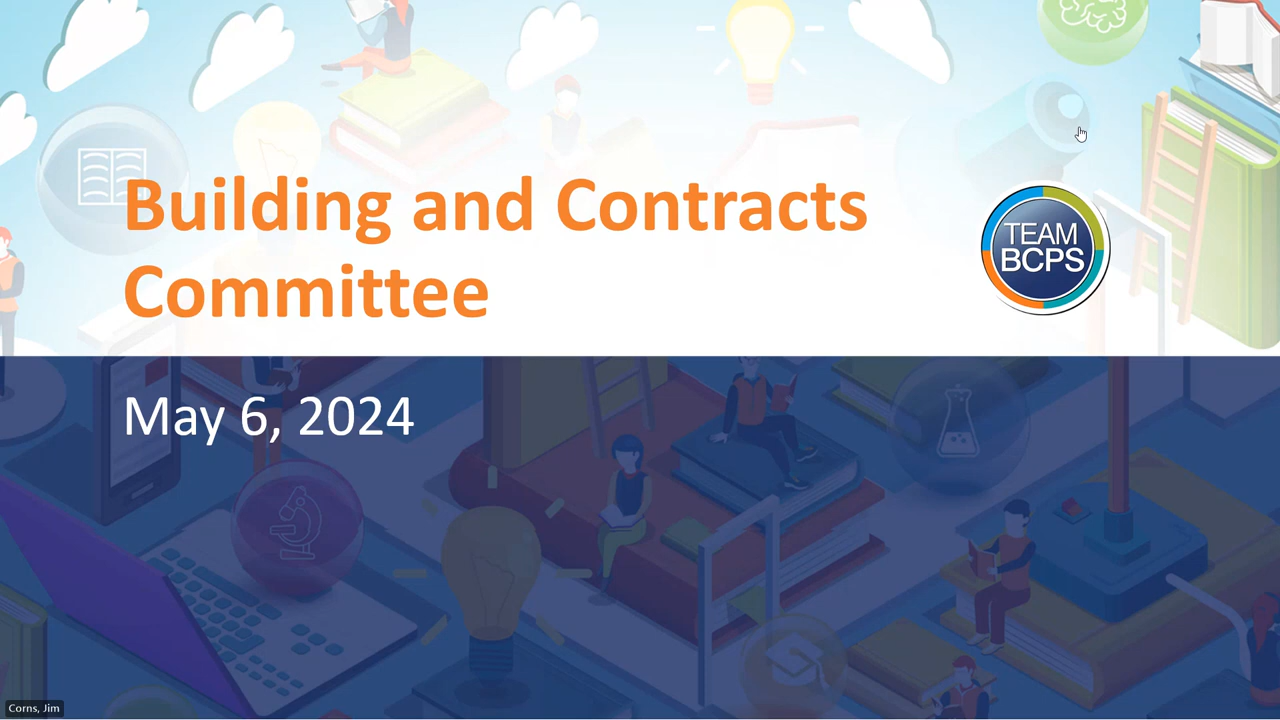 Building and Contracts
Committee
TEAM
BCPS
May 6, 2024
Corns, Jim